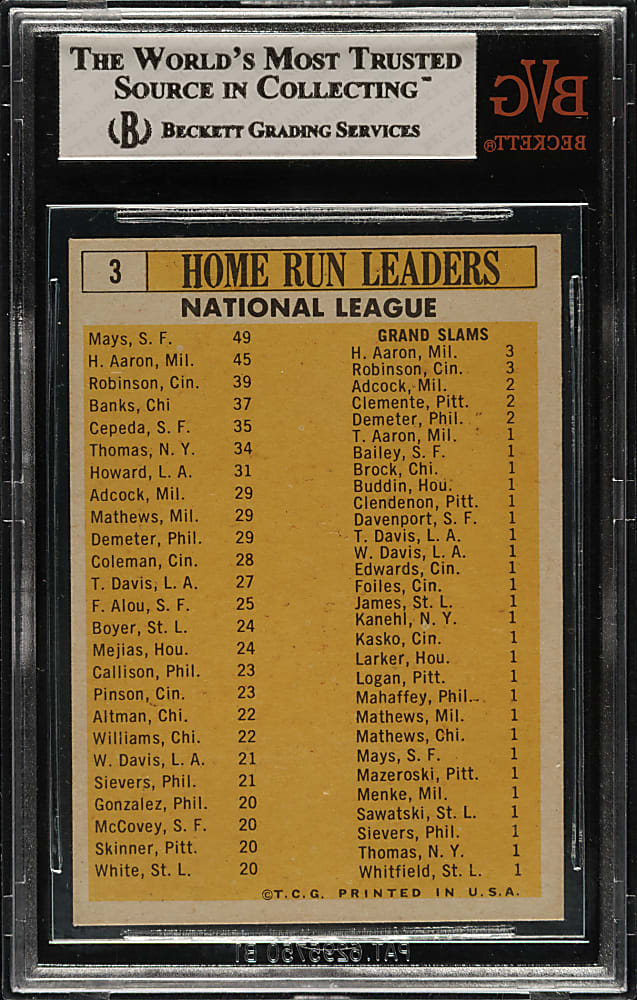 THE WORLD'S MOST TRUSTED
SOURCE IN COLLECTING™
(B) BECKETT GRADING SERVICES
BVG
BECKETT®
3 HOME RUN LEADERS
NATIONAL LEAGUE
Mays, S. F. 49
H. Aaron, Mil. 45
Robinson, Cin. 39
Banks, Chi 37
Cepeda, S. F. 35
Thomas, N. Y. 34
Howard, L. A. 31
Adcock, Mil. 29
Mathews, Mil. 29
Demeter, Phil. 29
Coleman, Cin. 28
T. Davis, L. A. 27
F. Alou, S. F. 25
Boyer, St. L. 24
Mejias, Hou. 24
Callison, Phil. 23
Pinson, Cin. 23
Altman, Chi. 22
Williams, Chi. 22
W. Davis, L. A. 21
Sievers, Phil. 21
Gonzalez, Phil. 20
McCovey, S. F. 20
Skinner, Pitt. 20
White, St. L. 20
GRAND SLAMS
H. Aaron, Mil. 3
Robinson, Cin. 3
Adcock, Mil. 2
Clemente, Pitt. 2
Demeter, Phil. 2
T. Aaron, Mil. 1
Bailey, S. F. 1
Brock, Chi. 1
Buddin, Hou. 1
Clendenon, Pitt. 1
Davenport, S. F. 1
T. Davis, L. A. 1
W. Davis, L. A. 1
Edwards, Cin. 1
Foiles, Cin. 1
James, St. L. 1
Kanehl, N. Y. 1
Kasko, Cin. 1
Larker, Hou. 1
Logan, Pitt. 1
Mahaffey, Phil. 1
Mathews, Mil. 1
Mathews, Chi. 1
Mays, S. F. 1
Mazeroski, Pitt. 1
Menke, Mil. 1
Sawatski, St. L. 1
Sievers, Phil. 1
Thomas, N. Y. 1
Whitfield, St. L. 1
©T.C.G. PRINTED IN U.S.A.
PAT. 6295750 B1